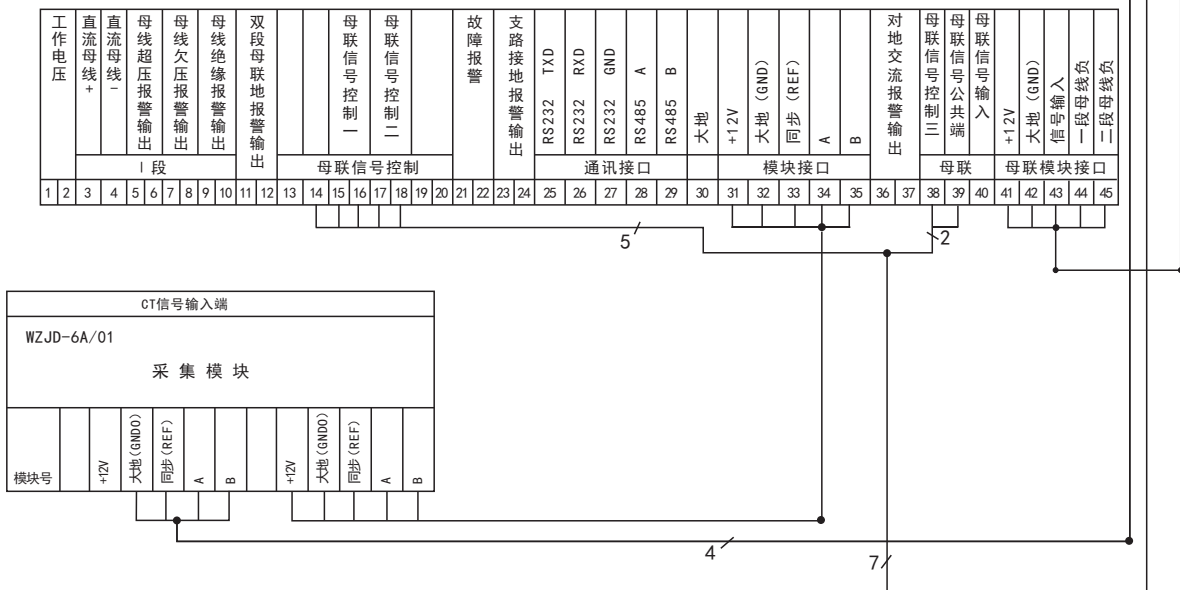 工作电压
直流母线+
直流母线-
母线超压报警输出
母线欠压报警输出
母线绝缘报警输出
双段母联地报警输出
母联信号控制一
母联信号控制二
故障报警
支路接地报警输出
RS232 TXD
RS232 RXD
RS232 GND
RS485 A
RS485 B
大地
+12V
大地(GND)
同步(REF)
A
B
对地交流报警输出
母联信号控制三
母联信号公共端
母联信号输入
+12V
大地(GND)
信号输入
一段母线负
二段母线负
I段
母联信号控制
通讯接口
模块接口
母联
母联模块接口
1 2 3 4 5 6 7 8 9 10 11 12 13 14 15 16 17 18 19 20 21 22 23 24 25 26 27 28 29 30 31 32 33 34 35 36 37 38 39 40 41 42 43 44 45
5
2
CT信号输入端
WZJD-6A/01
采集模块
模块号
+12V
大地(GNDO)
同步(REF)
A
B
+12V
大地(GNDO)
同步(REF)
A
B
4
7